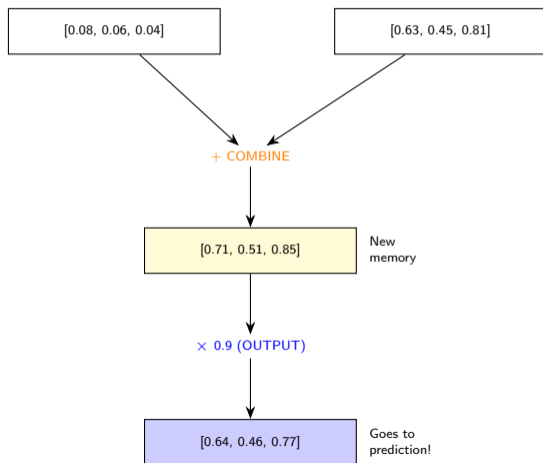 [0.08, 0.06, 0.04]
[0.63, 0.45, 0.81]
+ COMBINE
[0.71, 0.51, 0.85]
New
memory
× 0.9 (OUTPUT)
[0.64, 0.46, 0.77]
Goes to
prediction!